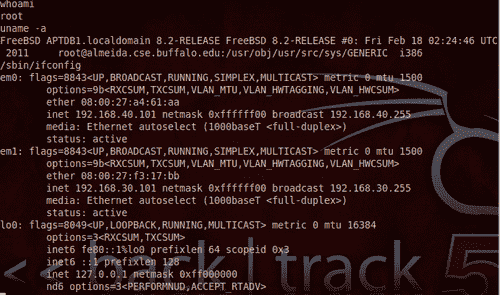 whoami
root
uname -a
FreeBSD APTDB1.localdomain 8.2-RELEASE FreeBSD 8.2-RELEASE #0: Fri Feb 18 02:24:46 UTC
 2011     root@almeida.cse.buffalo.edu:/usr/obj/usr/src/sys/GENERIC  i386
/sbin/ifconfig
em0: flags=8843<UP,BROADCAST,RUNNING,SIMPLEX,MULTICAST> metric 0 mtu 1500
        options=9b<RXCSUM,TXCSUM,VLAN_MTU,VLAN_HWTAGGING,VLAN_HWCSUM>
        ether 08:00:27:a4:61:aa
        inet 192.168.40.101 netmask 0xffffff00 broadcast 192.168.40.255
        media: Ethernet autoselect (1000baseT <full-duplex>)
        status: active
em1: flags=8843<UP,BROADCAST,RUNNING,SIMPLEX,MULTICAST> metric 0 mtu 1500
        options=9b<RXCSUM,TXCSUM,VLAN_MTU,VLAN_HWTAGGING,VLAN_HWCSUM>
        ether 08:00:27:f3:17:bb
        inet 192.168.30.101 netmask 0xffffff00 broadcast 192.168.30.255
        media: Ethernet autoselect (1000baseT <full-duplex>)
        status: active
lo0: flags=8049<UP,LOOPBACK,RUNNING,MULTICAST> metric 0 mtu 16384
        options=3<RXCSUM,TXCSUM>
        inet6 fe80::1%lo0 prefixlen 64 scopeid 0x3
        inet6 ::1 prefixlen 128
        inet 127.0.0.1 netmask 0xff000000
        nd6 options=3<PERFORMNUD,ACCEPT_RTADV>
<< back | track 5